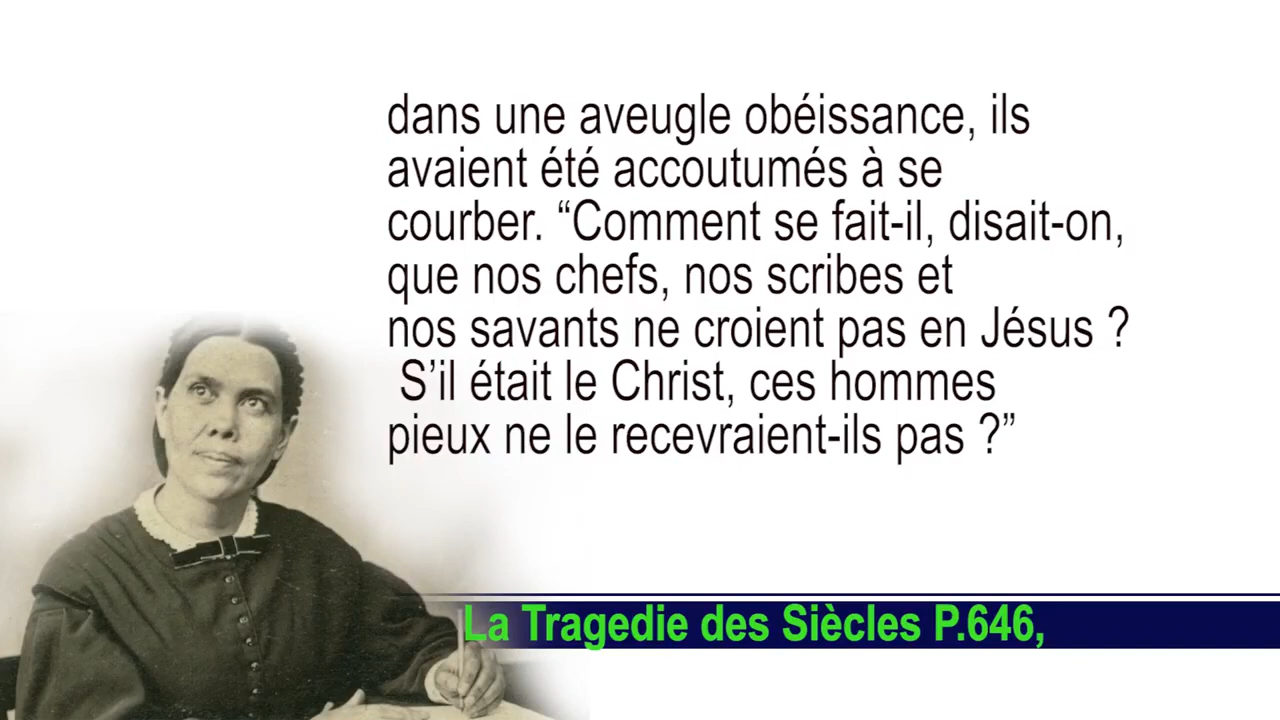 dans une aveugle obéissance, ils
avaient été accoutumés à se
courber. “Comment se fait-il, disait-on,
que nos chefs, nos scribes et
nos savants ne croient pas en Jésus ?
S’il était le Christ, ces hommes
pieux ne le recevraient-ils pas ?”
La Tragedie des Siècles P.646,